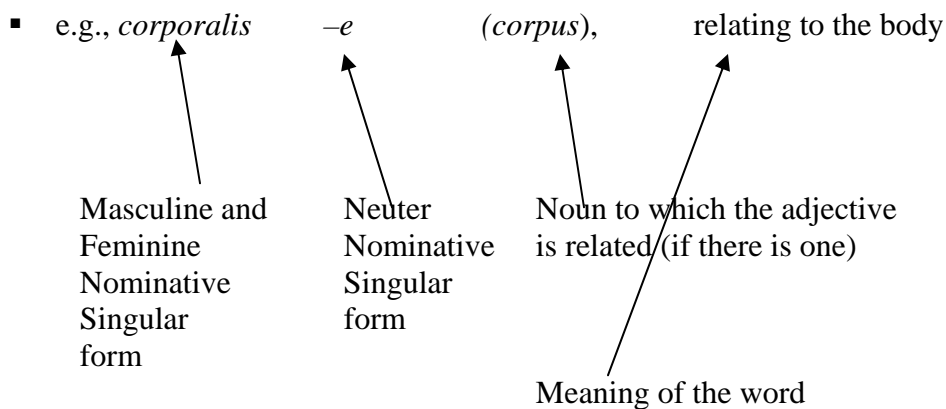 ▪ e.g., corporalis –e (corpus), relating to the body
Masculine and
Feminine
Nominative
Singular
form
Neuter
Nominative
Singular
form
Noun to which the adjective
is related (if there is one)
Meaning of the word